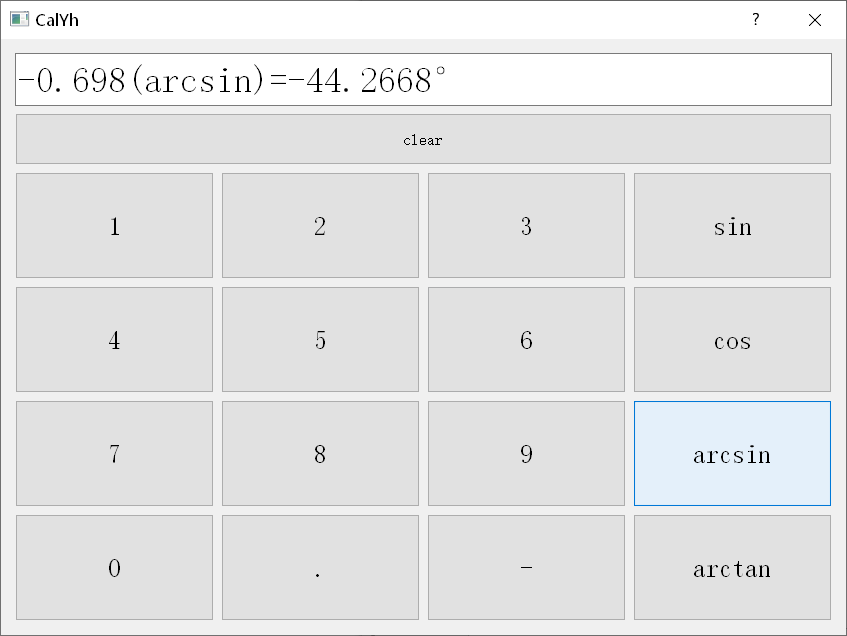 CalYh ?
-0.698(arcsin)=-44.2668°
clear
1 2 3 sin
4 5 6 cos
7 8 9 arcsin
0 . - arctan